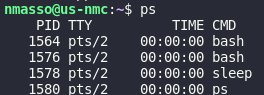 nmasso@us-nmc:~$ ps
PID TTY TIME CMD
1564 pts/2 00:00:00 bash
1576 pts/2 00:00:00 bash
1578 pts/2 00:00:00 sleep
1580 pts/2 00:00:00 ps